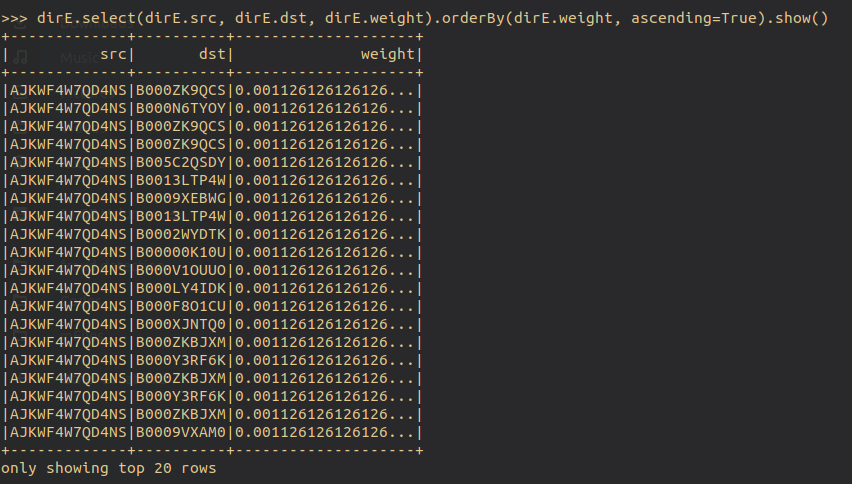 >>> dirE.select(dirE.src, dirE.dst, dirE.weight).orderBy(dirE.weight, ascending=True).show()
+-------------+----------+--------------------+
|          src|       dst|              weight|
+-------------+----------+--------------------+
|AJKWF4W7QD4NS|B000ZK9QCS|0.001126126126126...|
|AJKWF4W7QD4NS|B000N6TYOY|0.001126126126126...|
|AJKWF4W7QD4NS|B000ZK9QCS|0.001126126126126...|
|AJKWF4W7QD4NS|B000ZK9QCS|0.001126126126126...|
|AJKWF4W7QD4NS|B005C2QSDY|0.001126126126126...|
|AJKWF4W7QD4NS|B0013LTP4W|0.001126126126126...|
|AJKWF4W7QD4NS|B0009XEBWG|0.001126126126126...|
|AJKWF4W7QD4NS|B0013LTP4W|0.001126126126126...|
|AJKWF4W7QD4NS|B0002WYDTK|0.001126126126126...|
|AJKWF4W7QD4NS|B00000K10U|0.001126126126126...|
|AJKWF4W7QD4NS|B000V1OUUO|0.001126126126126...|
|AJKWF4W7QD4NS|B000LY4IDK|0.001126126126126...|
|AJKWF4W7QD4NS|B000F8O1CU|0.001126126126126...|
|AJKWF4W7QD4NS|B000XJNTQ0|0.001126126126126...|
|AJKWF4W7QD4NS|B000ZKBJXM|0.001126126126126...|
|AJKWF4W7QD4NS|B000Y3RF6K|0.001126126126126...|
|AJKWF4W7QD4NS|B000ZKBJXM|0.001126126126126...|
|AJKWF4W7QD4NS|B000Y3RF6K|0.001126126126126...|
|AJKWF4W7QD4NS|B000ZKBJXM|0.001126126126126...|
|AJKWF4W7QD4NS|B0009VXAM0|0.001126126126126...|
+-------------+----------+--------------------+
only showing top 20 rows